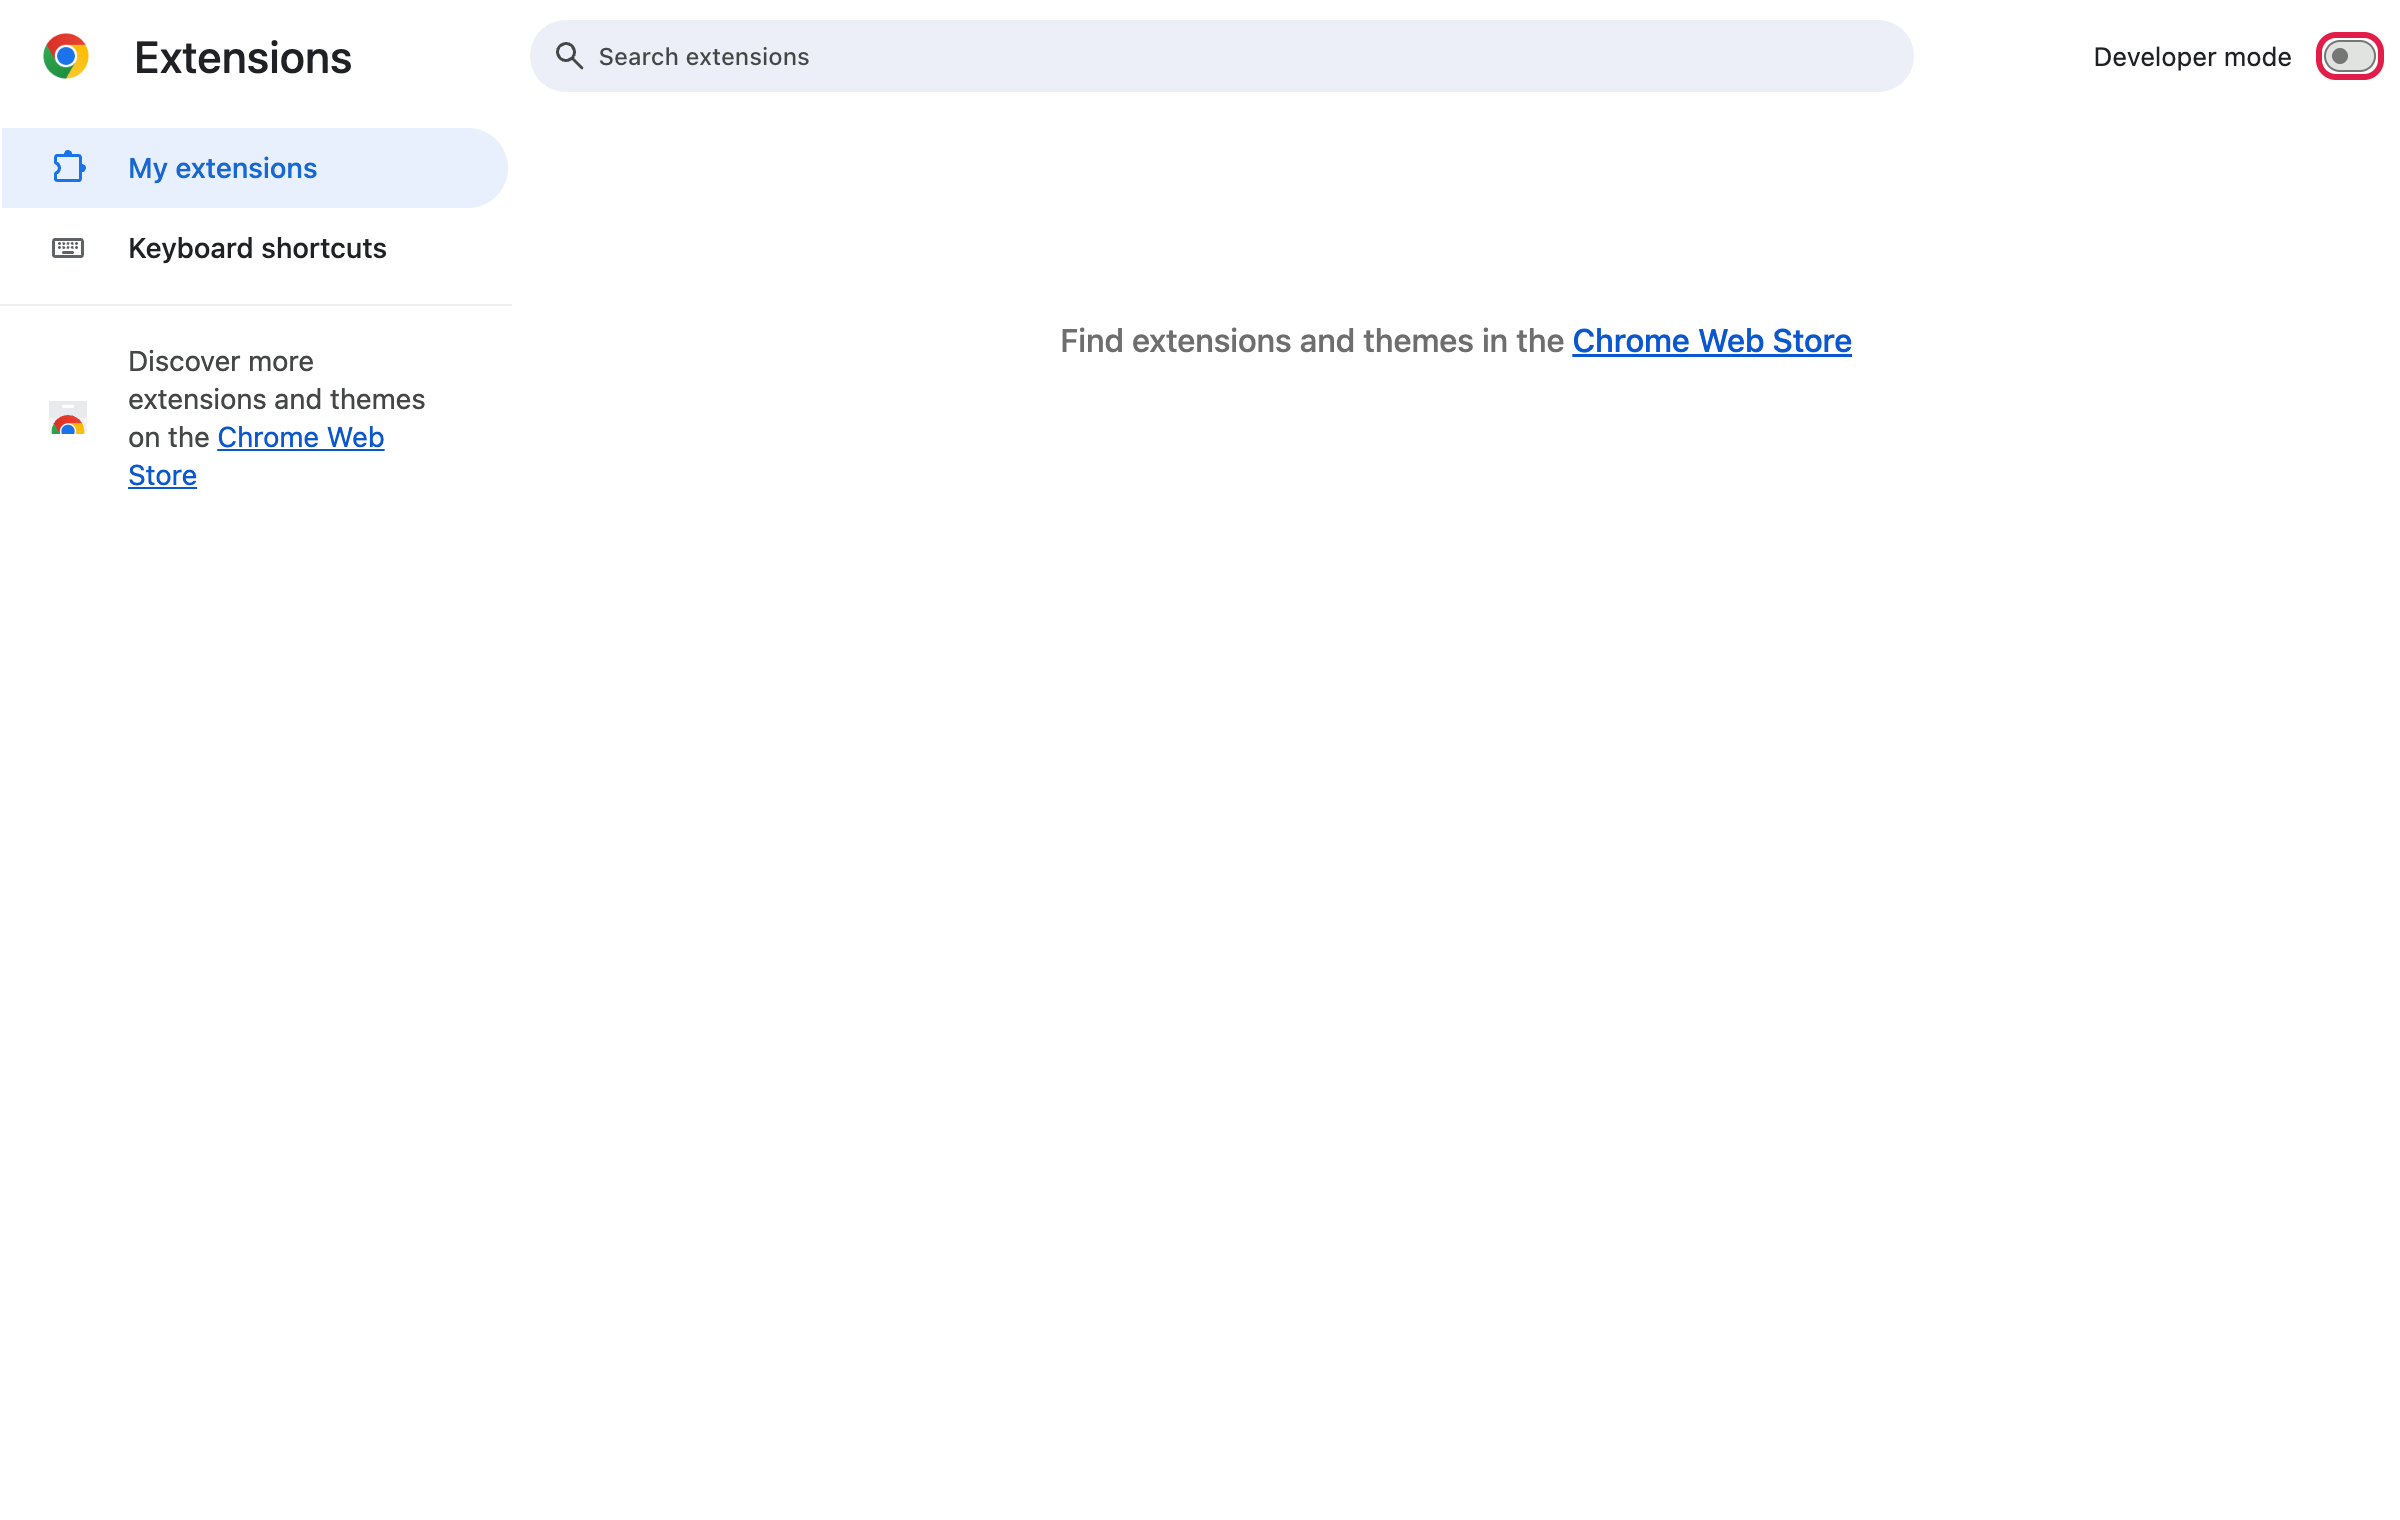 Extensions
Search extensions
Developer mode
My extensions
Keyboard shortcuts
Discover more
extensions and themes
on the Chrome Web
Store
Find extensions and themes in the Chrome Web Store